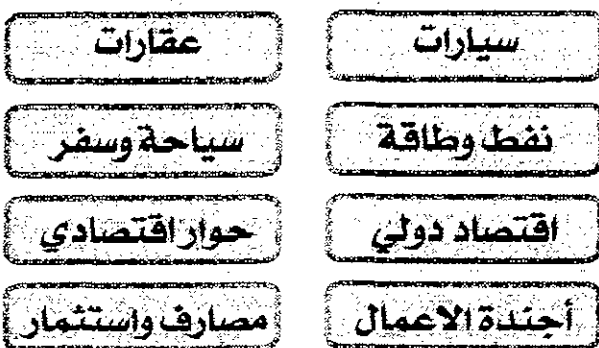 سيارات
عقارات
نفط وطاقة
سياحة وسفر
اقتصاد دولي
حوار اقتصادي
أجندة الاعمال
مصارف واستثمار